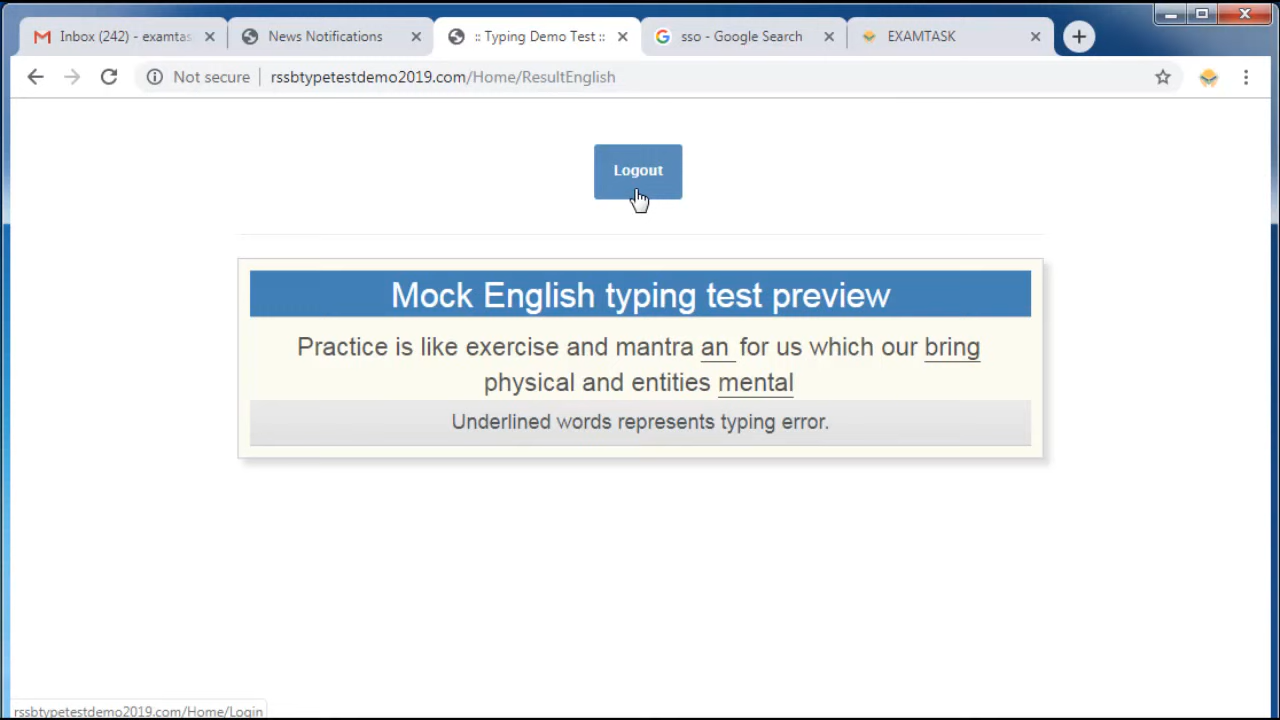 Inbox (242) - examtas
News Notifications
:: Typing Demo Test ::
sso - Google Search
EXAMTASK
Not secure
rssbtypetestdemo2019.com/Home/ResultEnglish
Logout
Mock English typing test preview
Practice is like exercise and mantra an for us which our bring
physical and entities mental
Underlined words represents typing error.
rssbtypetestdemo2019.com/Home/Login